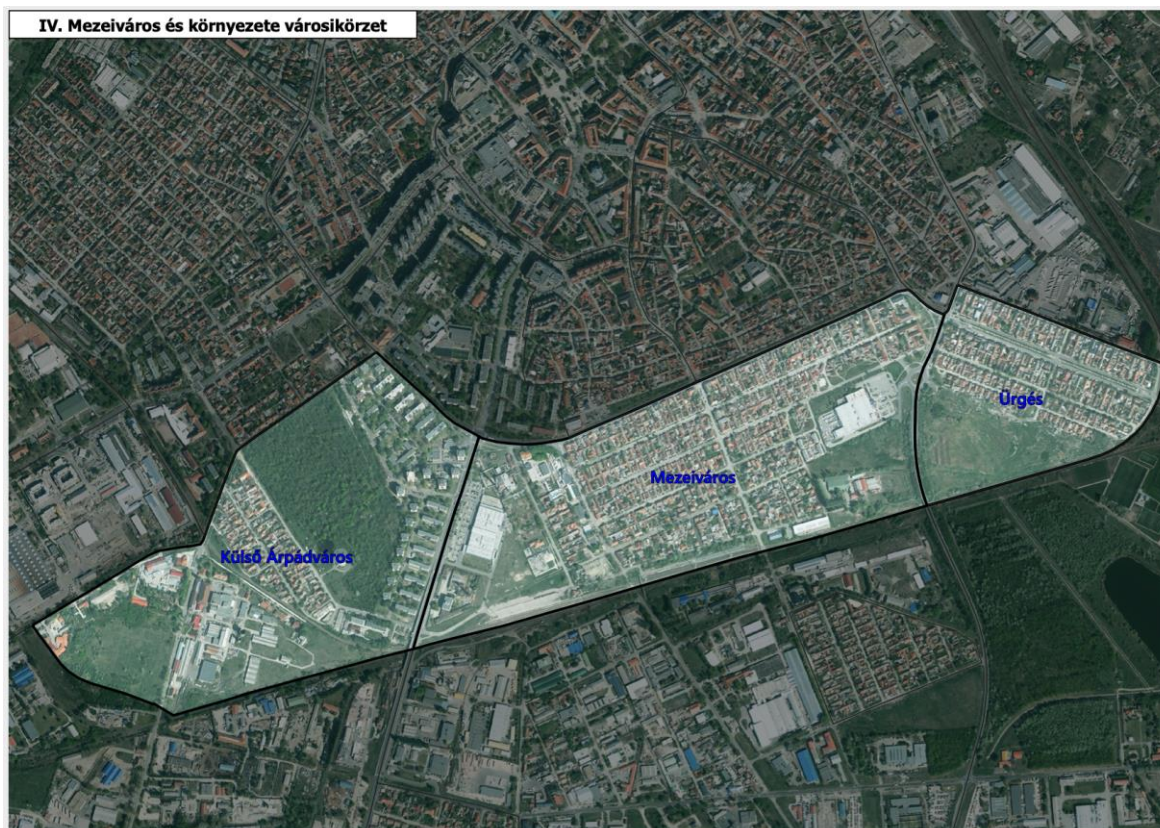 IV. Mezeiváros és környezete városikörzet
Ürgés
Mezeiváros
Külső Árpádváros